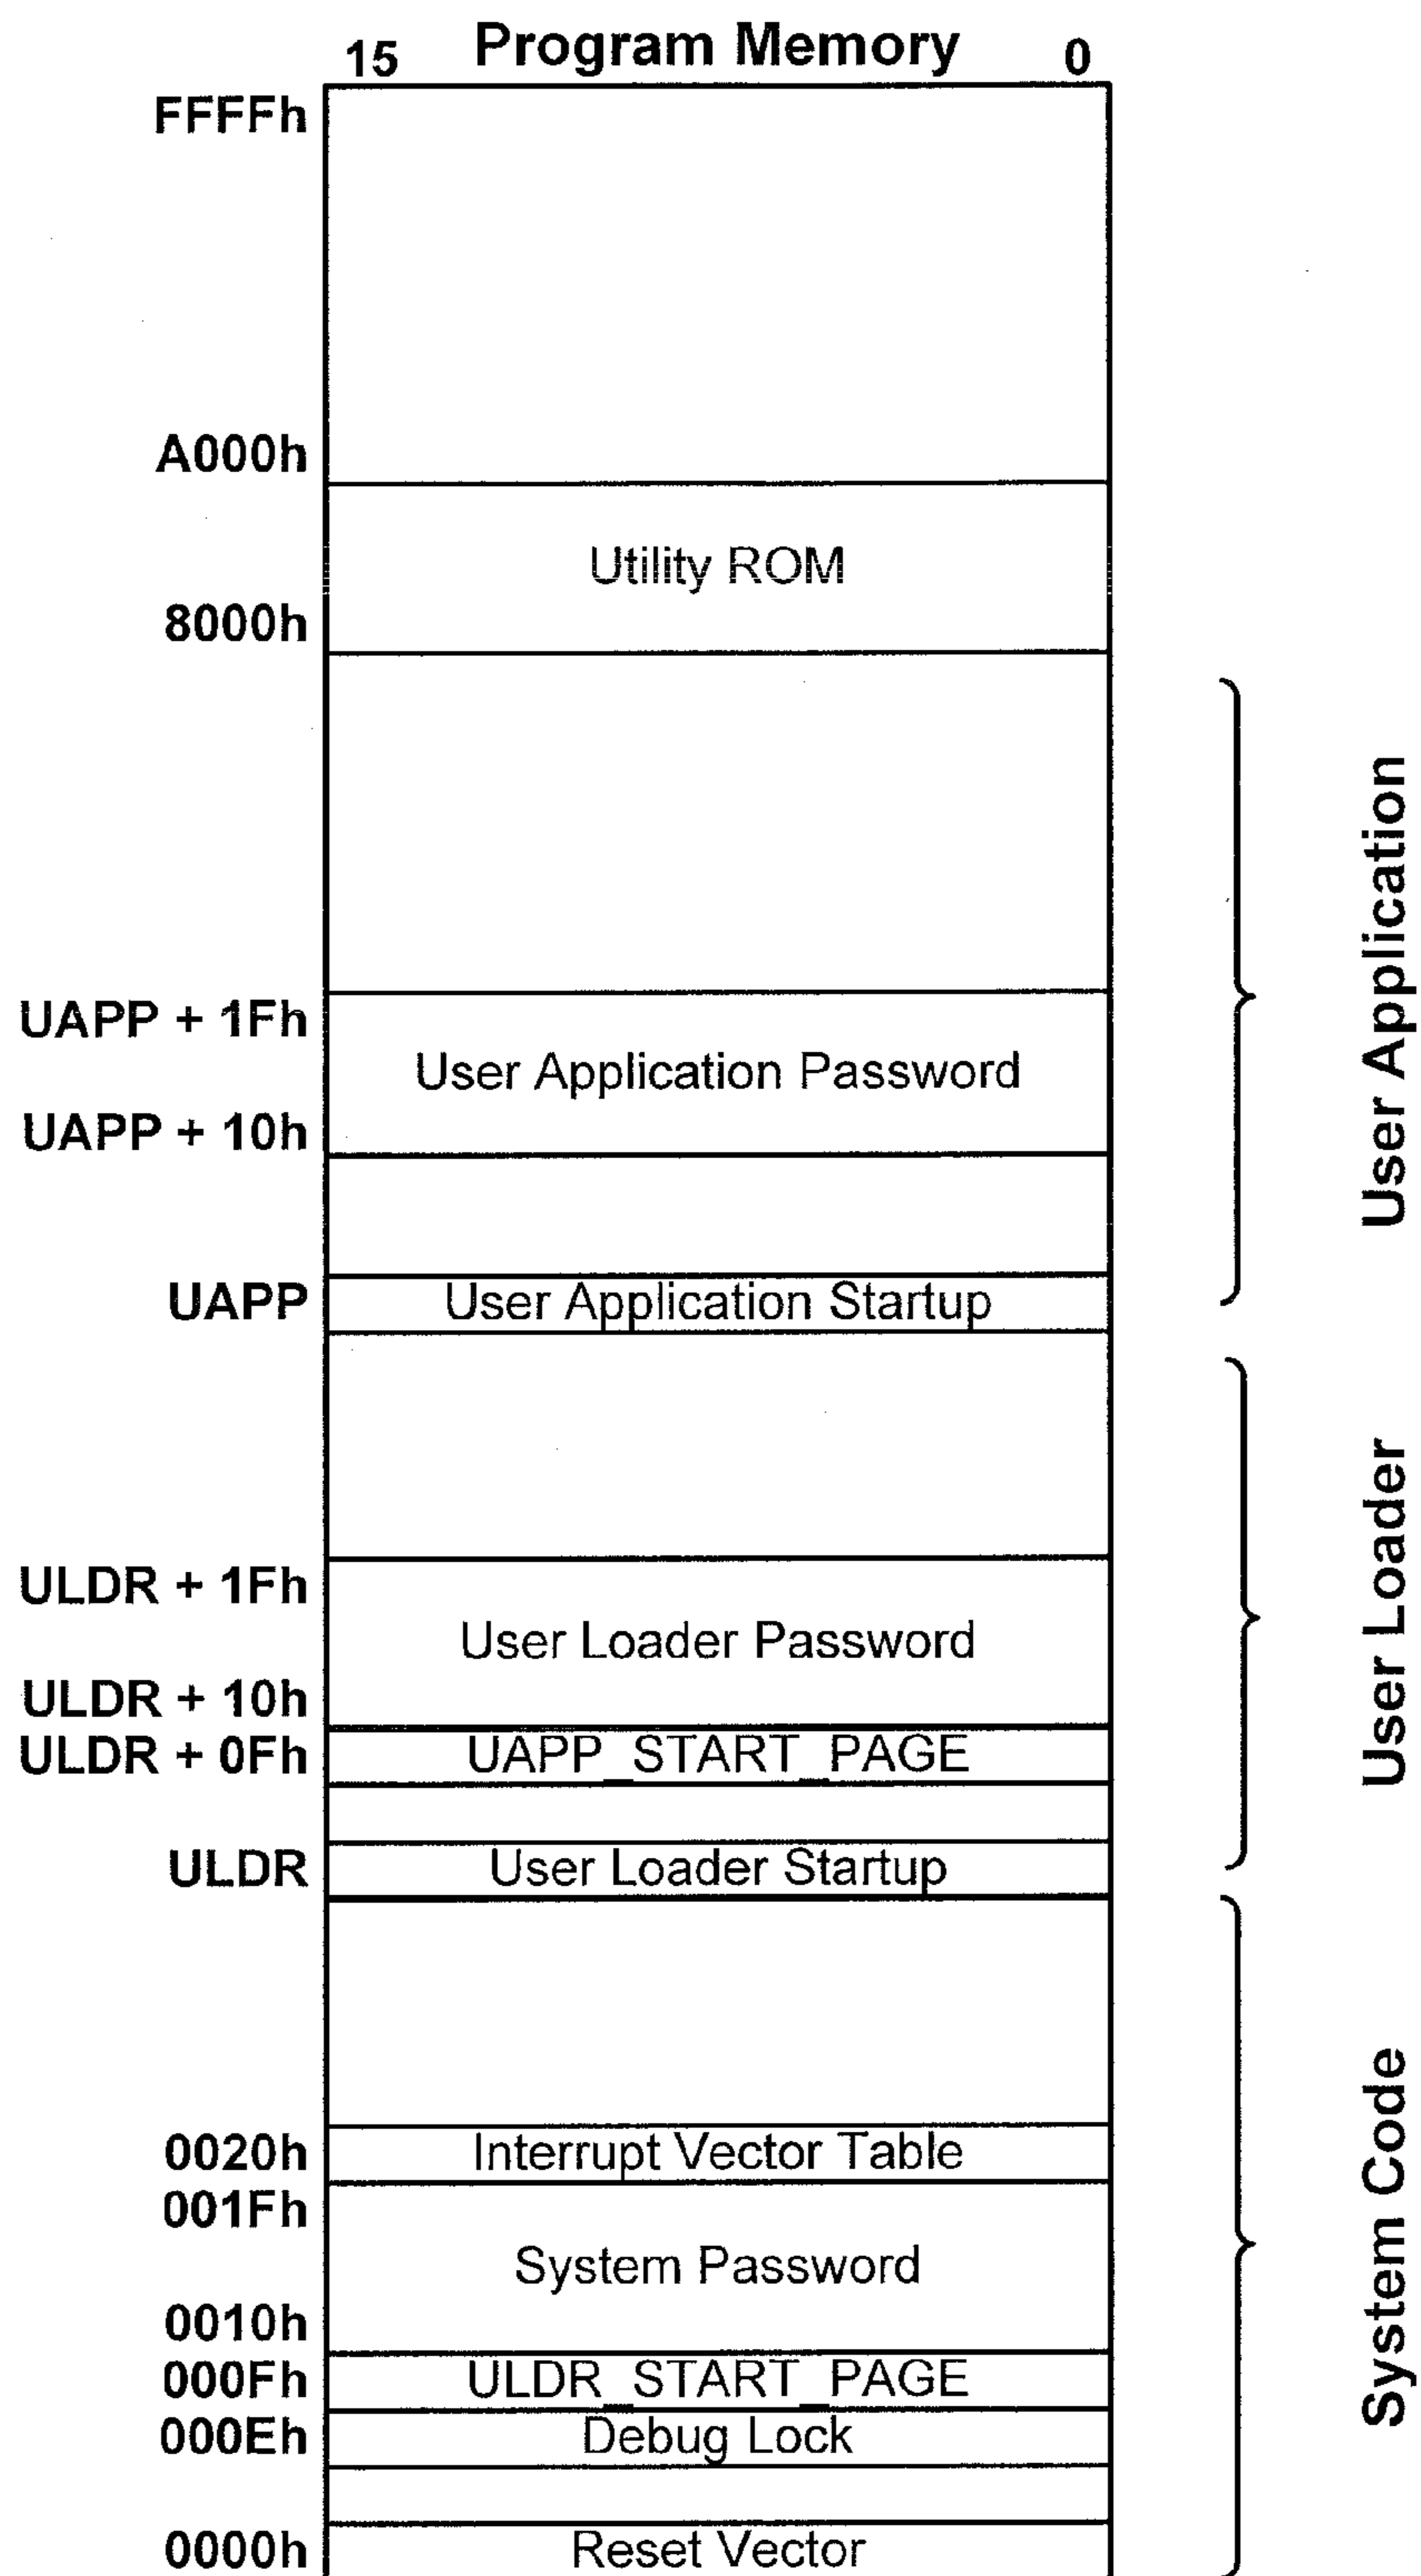 15 Program Memory 0
FFFFh
A000h
Utility ROM
8000h
UAPP + 1Fh
User Application Password
UAPP + 10h
UAPP User Application Startup
User Application
ULDR + 1Fh
User Loader Password
ULDR + 10h
ULDR + 0Fh UAPP_START_PAGE
ULDR User Loader Startup
User Loader
0020h Interrupt Vector Table
001Fh
System Password
0010h
000Fh ULDR_START_PAGE
000Eh Debug Lock
0000h Reset Vector
System Code